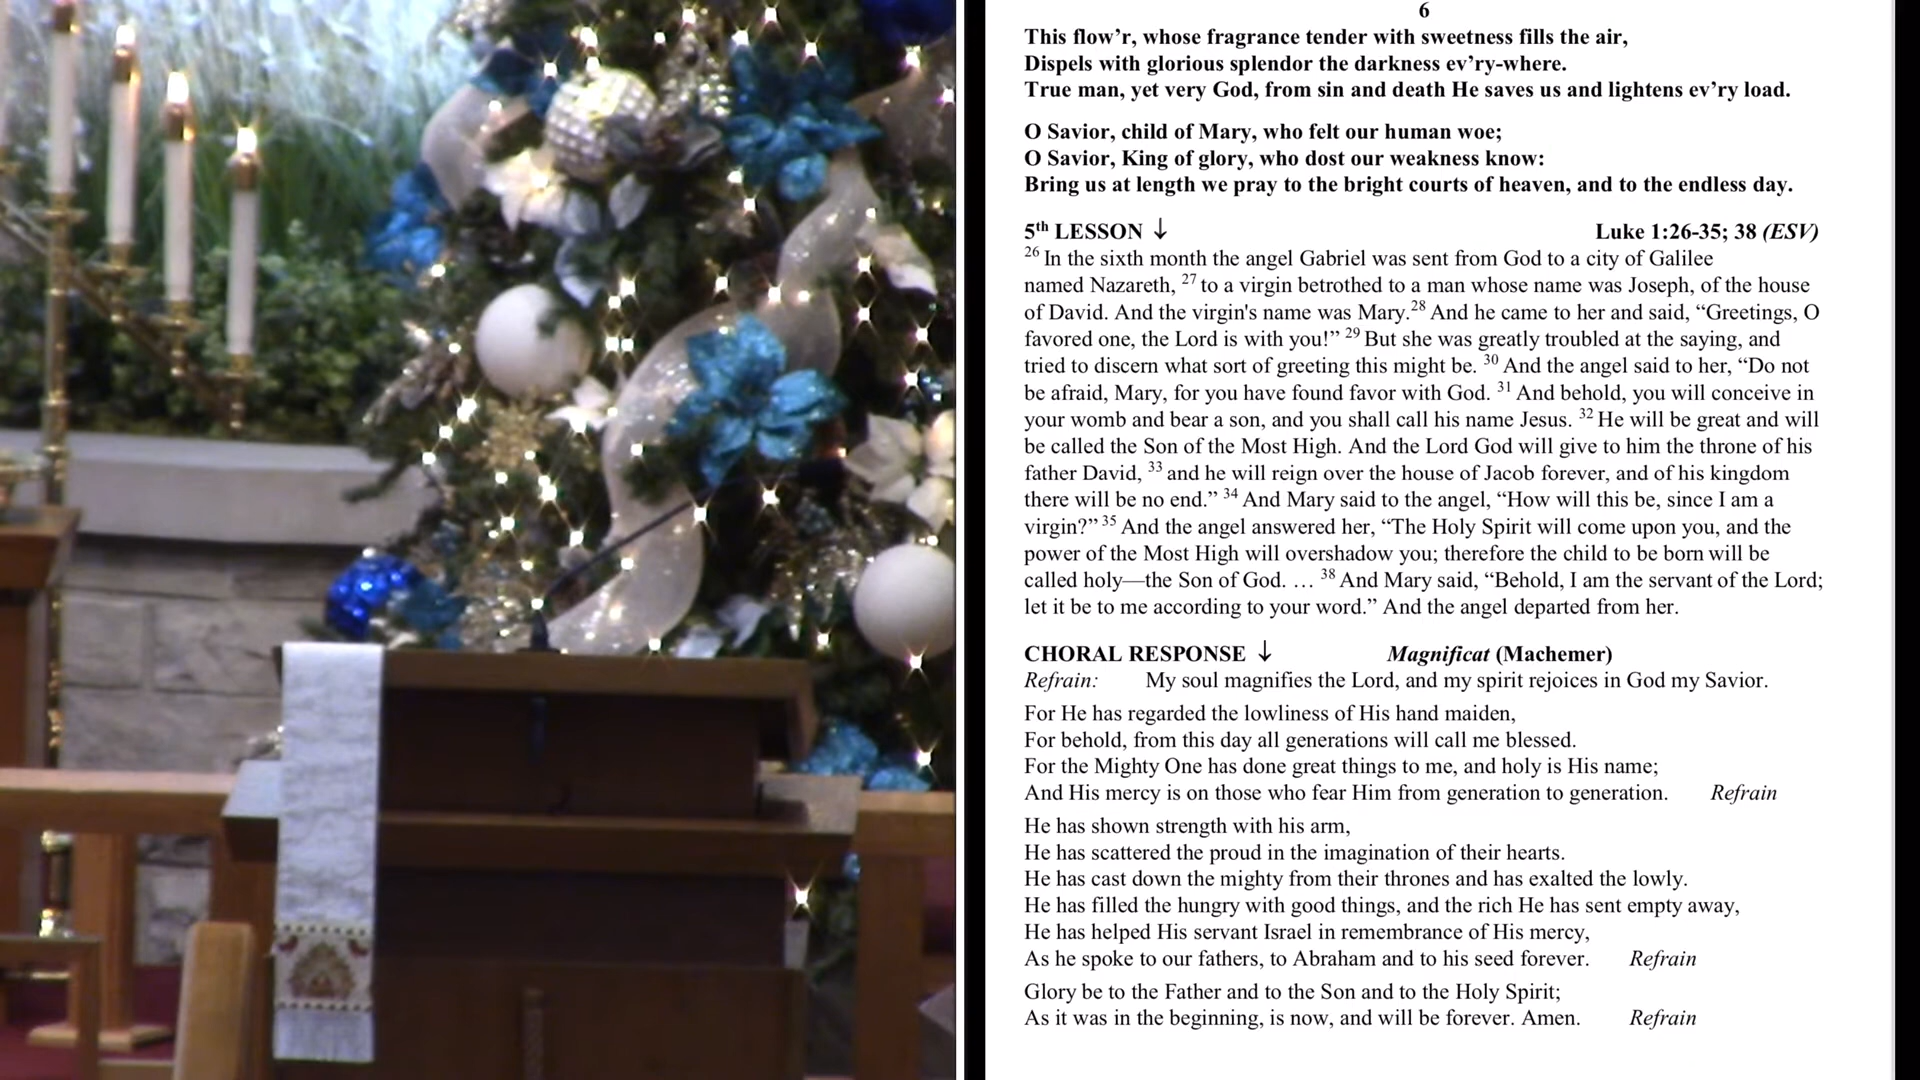 6
This flow’r, whose fragrance tender with sweetness fills the air,
Dispels with glorious splendor the darkness ev’ry-where.
True man, yet very God, from sin and death He saves us and lightens ev’ry load.
O Savior, child of Mary, who felt our human woe;
O Savior, King of glory, who dost our weakness know:
Bring us at length we pray to the bright courts of heaven, and to the endless day.
5th LESSON ↓ Luke 1:26-35; 38 (ESV)
26 In the sixth month the angel Gabriel was sent from God to a city of Galilee
named Nazareth, 27 to a virgin betrothed to a man whose name was Joseph, of the house
of David. And the virgin's name was Mary.28 And he came to her and said, “Greetings, O
favored one, the Lord is with you!” 29 But she was greatly troubled at the saying, and
tried to discern what sort of greeting this might be. 30 And the angel said to her, “Do not
be afraid, Mary, for you have found favor with God. 31 And behold, you will conceive in
your womb and bear a son, and you shall call his name Jesus. 32 He will be great and will
be called the Son of the Most High. And the Lord God will give to him the throne of his
father David, 33 and he will reign over the house of Jacob forever, and of his kingdom
there will be no end.” 34 And Mary said to the angel, “How will this be, since I am a
virgin?” 35 And the angel answered her, “The Holy Spirit will come upon you, and the
power of the Most High will overshadow you; therefore the child to be born will be
called holy—the Son of God. … 38 And Mary said, “Behold, I am the servant of the Lord;
let it be to me according to your word.” And the angel departed from her.
CHORAL RESPONSE ↓ Magnificat (Machemer)
Refrain: My soul magnifies the Lord, and my spirit rejoices in God my Savior.
For He has regarded the lowliness of His hand maiden,
For behold, from this day all generations will call me blessed.
For the Mighty One has done great things to me, and holy is His name;
And His mercy is on those who fear Him from generation to generation. Refrain
He has shown strength with his arm,
He has scattered the proud in the imagination of their hearts.
He has cast down the mighty from their thrones and has exalted the lowly.
He has filled the hungry with good things, and the rich He has sent empty away,
He has helped His servant Israel in remembrance of His mercy,
As he spoke to our fathers, to Abraham and to his seed forever. Refrain
Glory be to the Father and to the Son and to the Holy Spirit;
As it was in the beginning, is now, and will be forever. Amen. Refrain